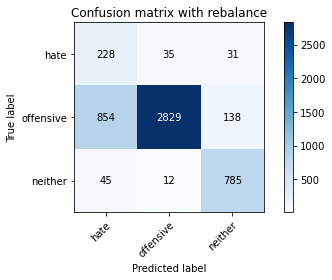 Confusion matrix with rebalance
True label
hate
offensive
neither
228 35 31
854 2829 138
45 12 785
hate
offensive
neither
Predicted label
2500
2000
1500
1000
500